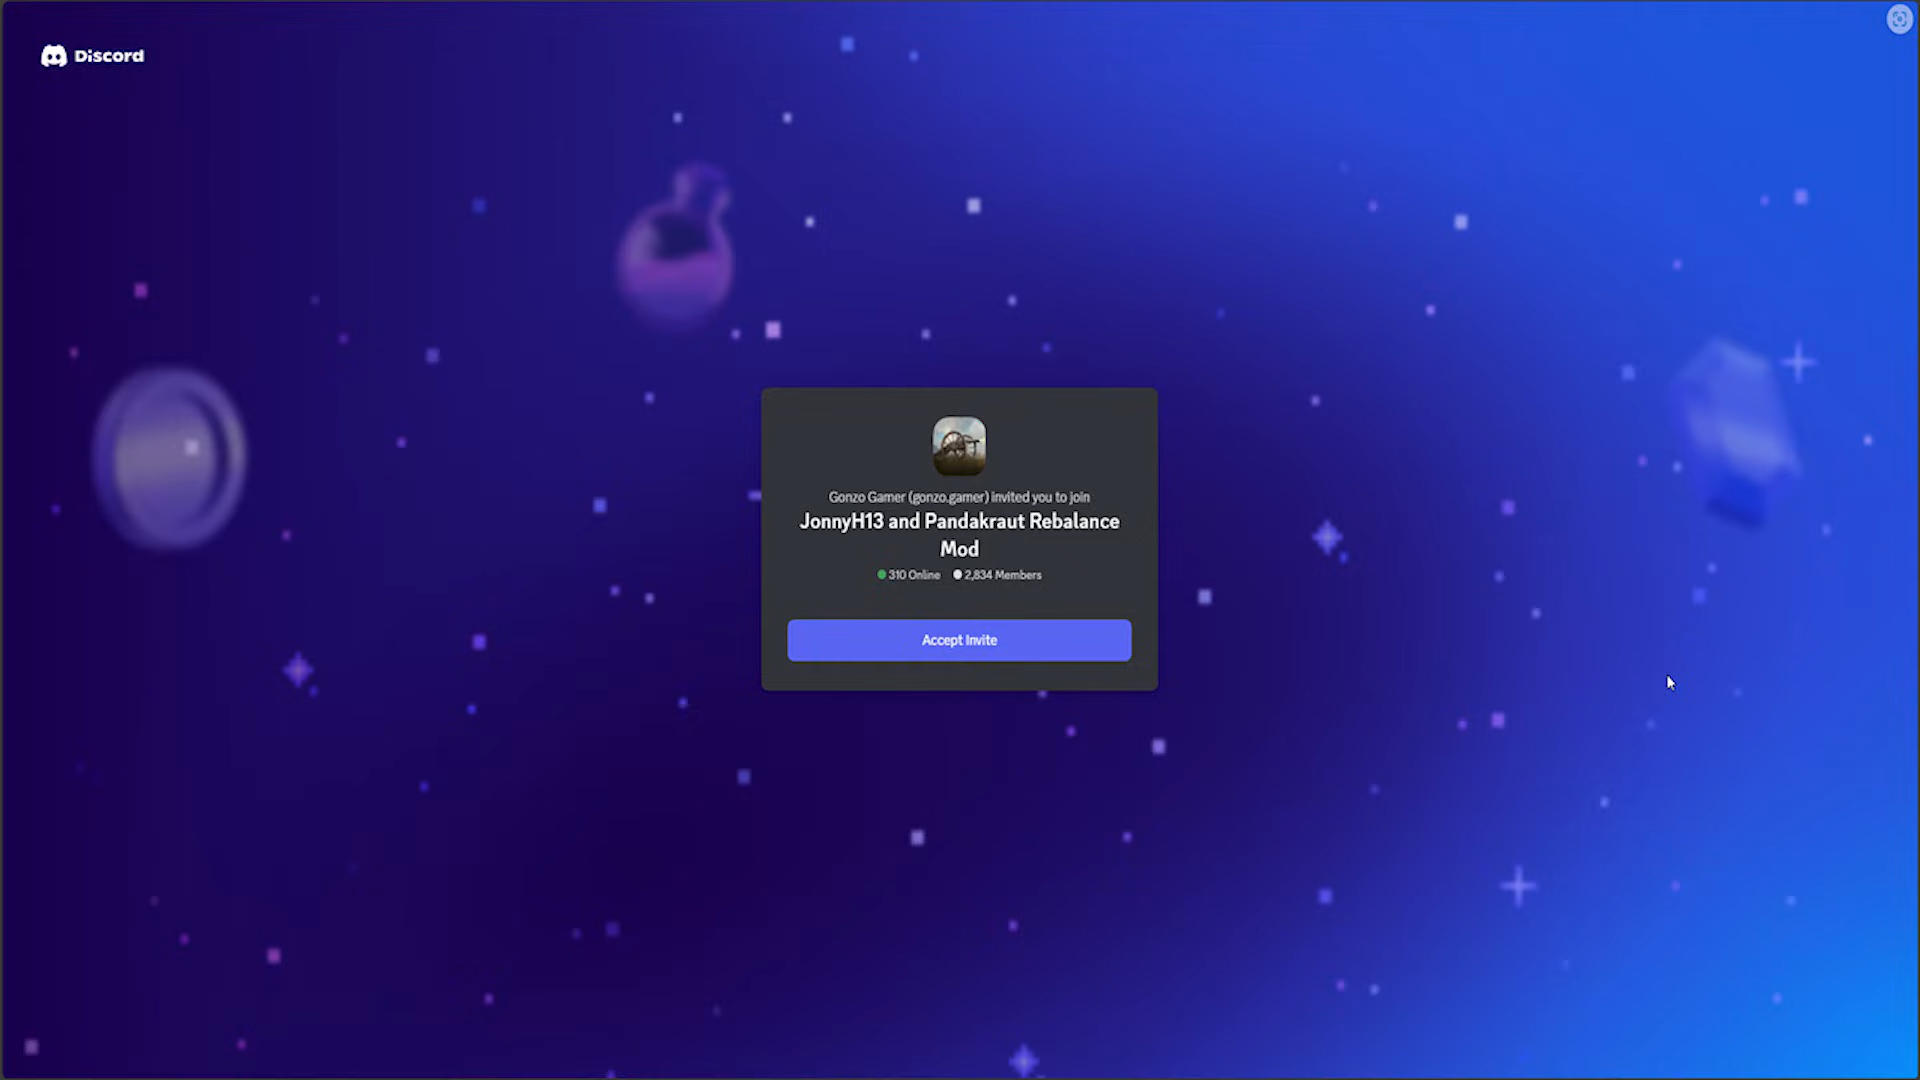 Discord
Gonzo Gamer (gonzo.gamer) invited you to join
JonnyH13 and Pandakraut Rebalance
Mod
310 Online 2,834 Members
Accept Invite